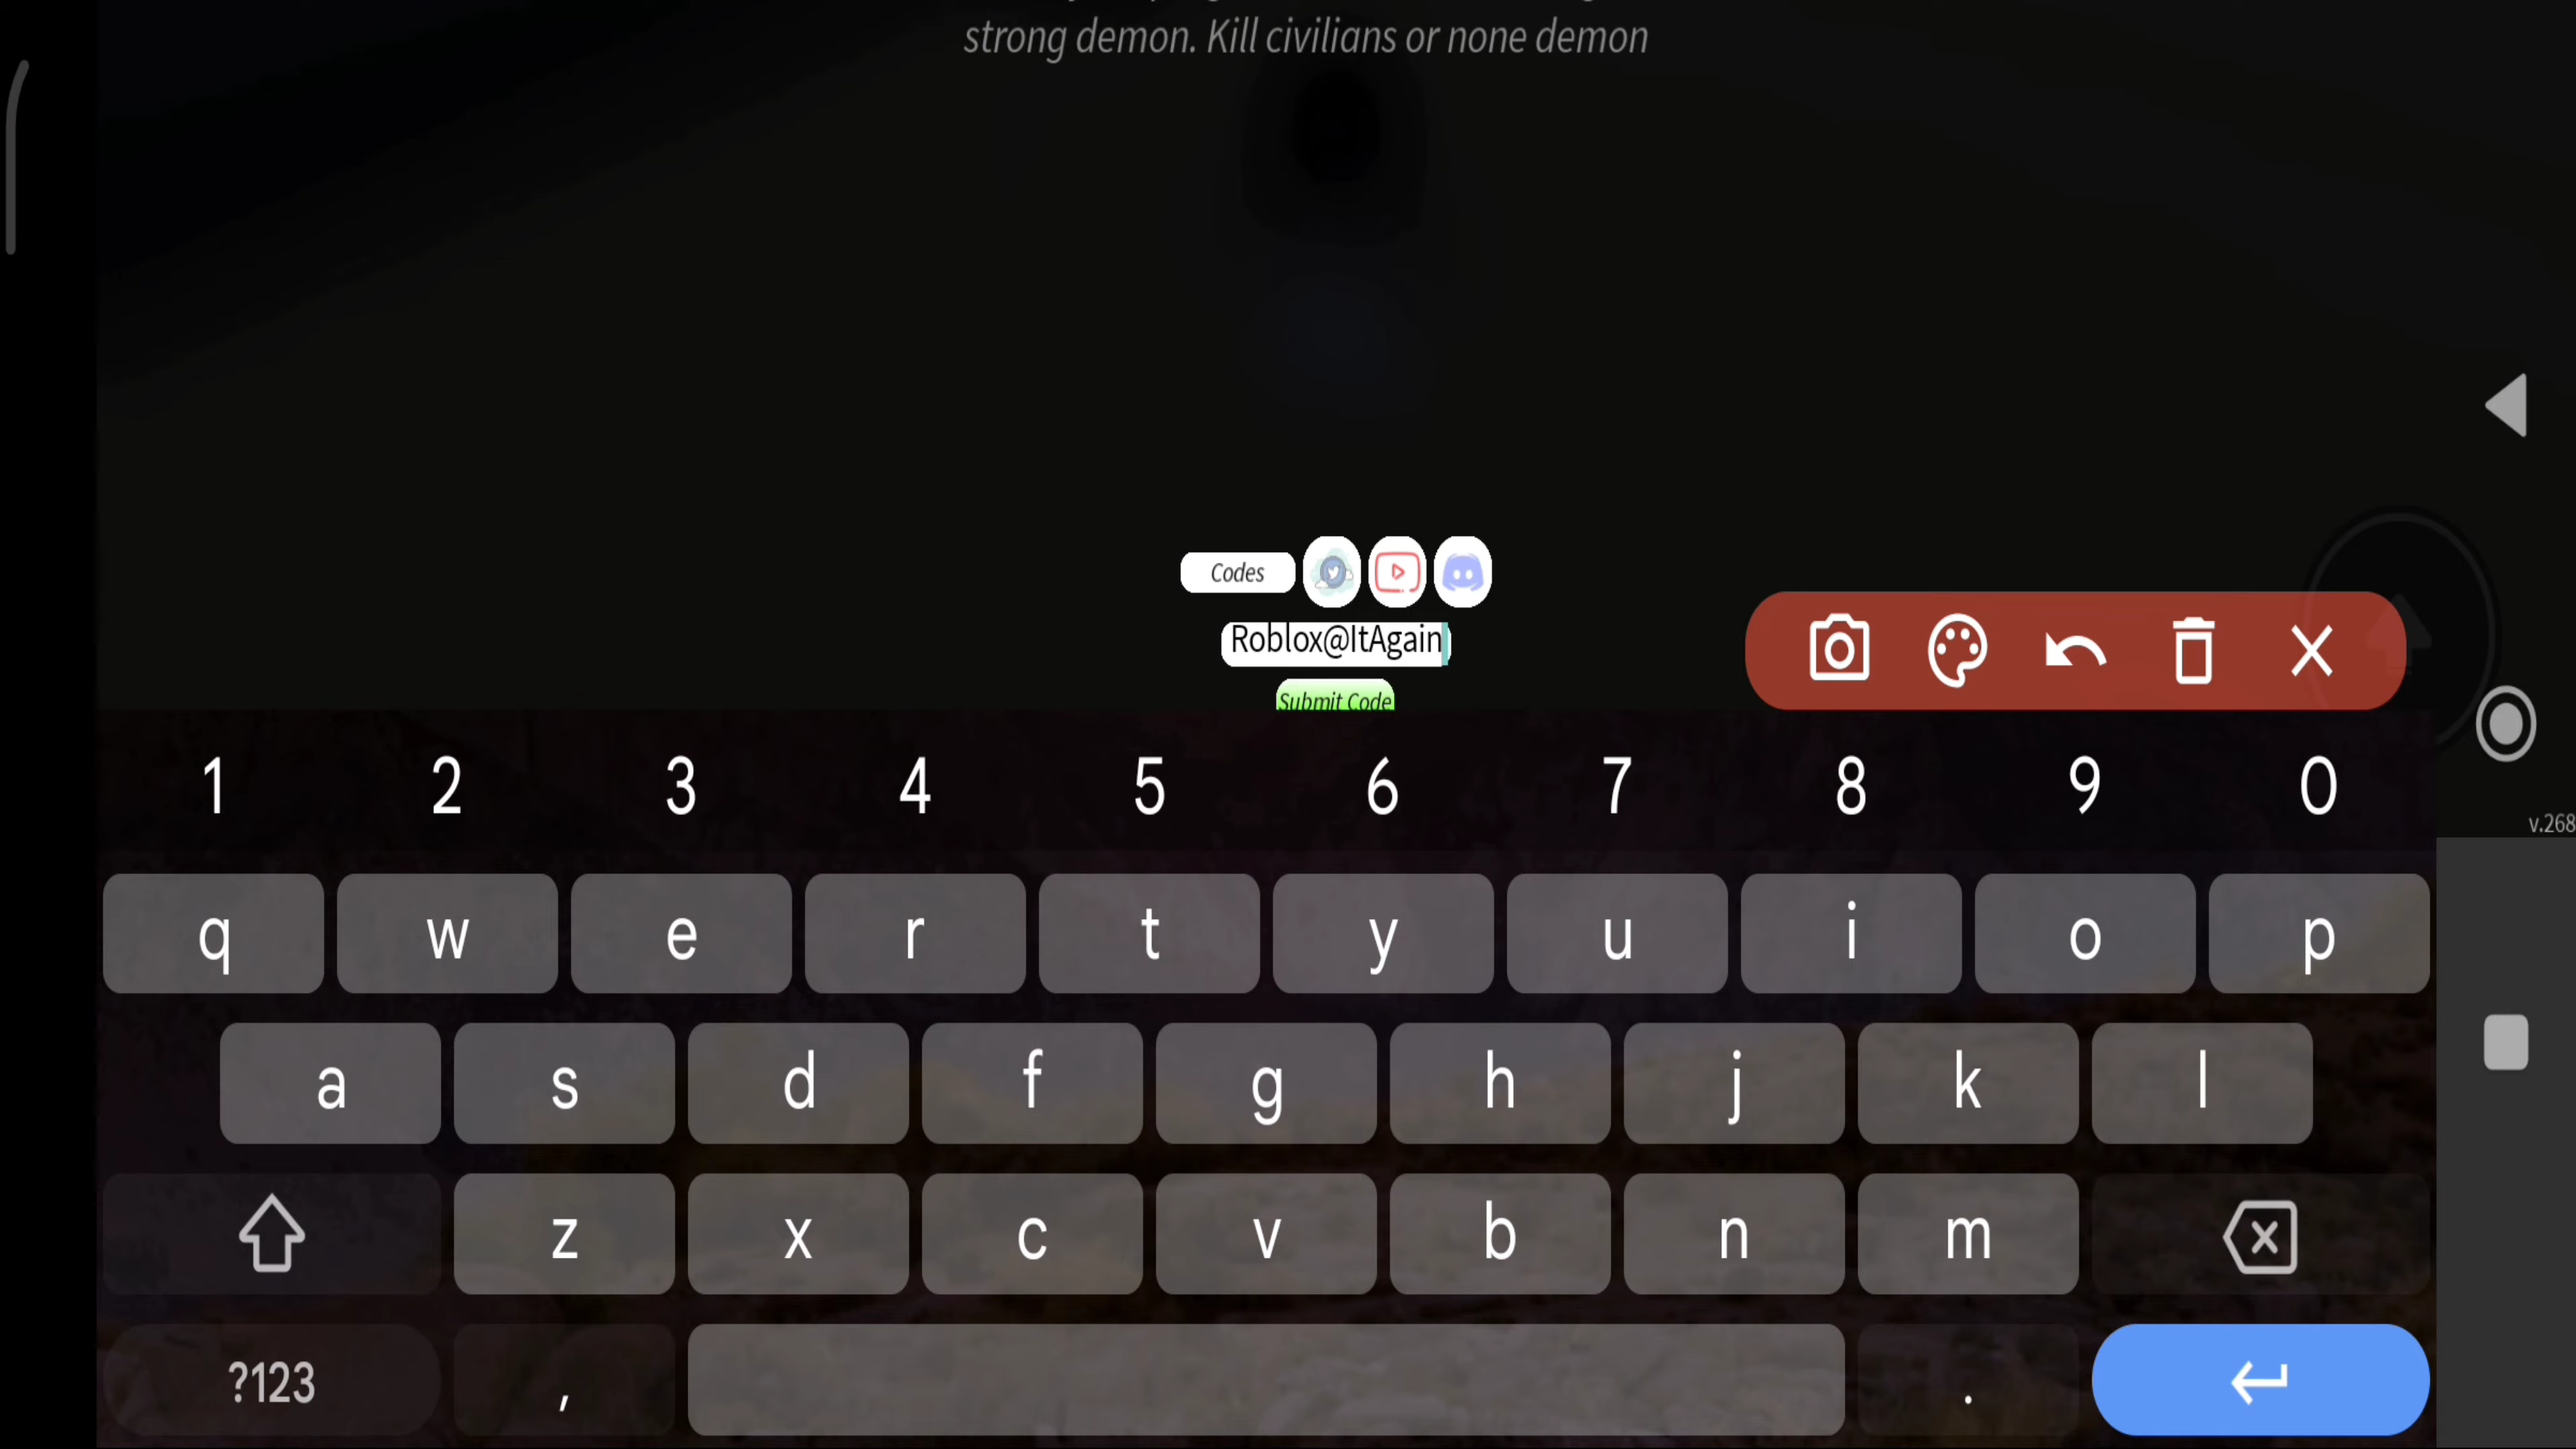 strong demon. Kill civilians or none demon
Codes
Roblox@ItAgain
Submit Code
1 2 3 4 5 6 7 8 9 0
v.268
q w e r t y u i o p
a s d f g h j k l
z x c v b n m
?123 , .